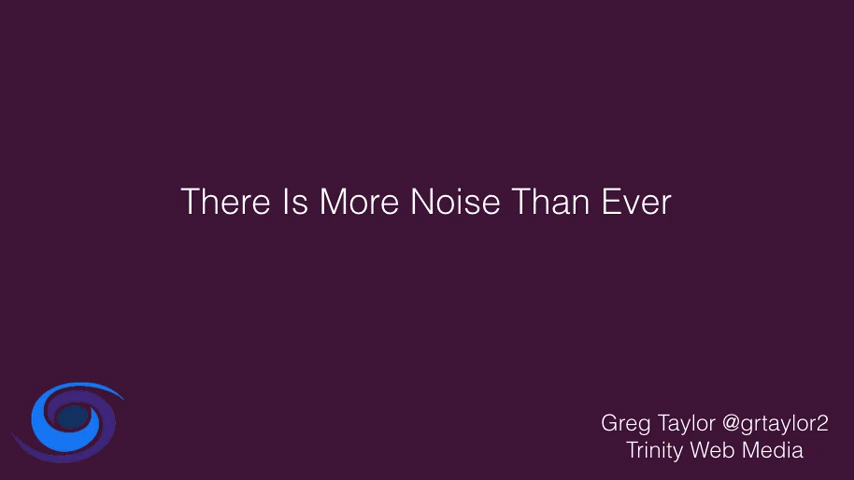 There Is More Noise Than Ever
Greg Taylor @grtaylor2
Trinity Web Media